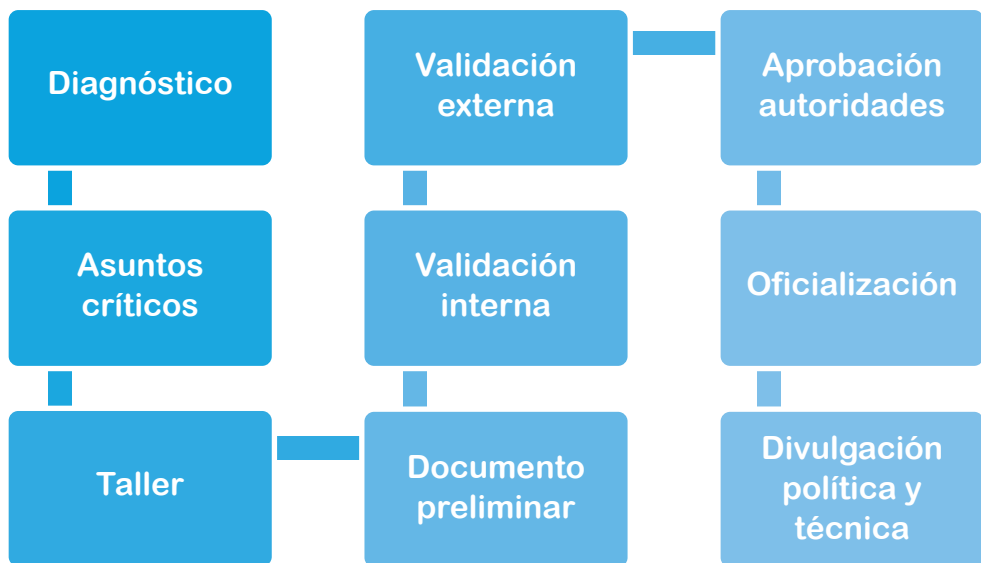 Diagnóstico
Asuntos
críticos
Taller
Documento
preliminar
Validación
interna
Validación
externa
Aprobación
autoridades
Oficialización
Divulgación
política y
técnica